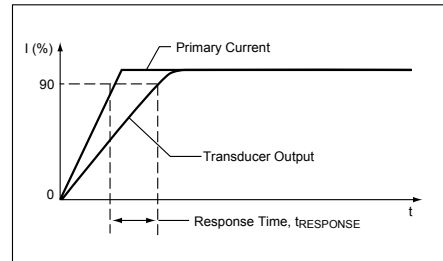 I (%)
Primary Current
90
Transducer Output
0
t
Response Time, tRESPONSE